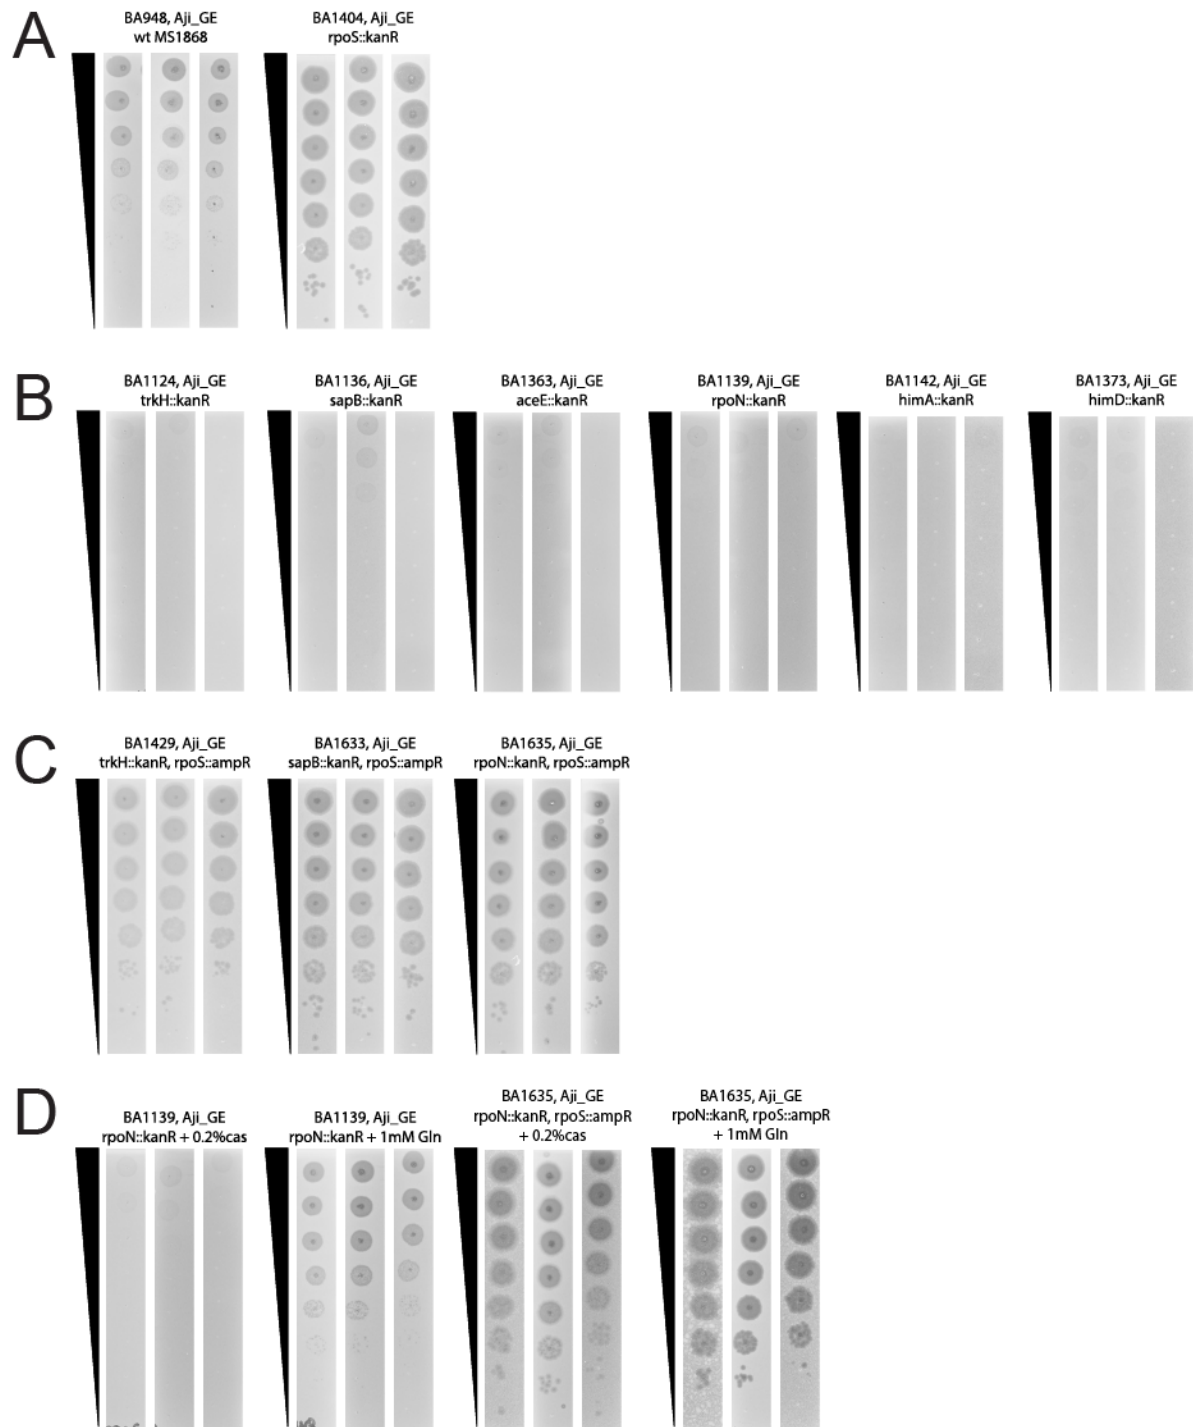 A
BA948, Aji_GE
wt MS1868
BA1404, Aji_GE
rpoS::kanR
B
BA1124, Aji_GE
trkH::kanR
BA1136, Aji_GE
sapB::kanR
BA1363, Aji_GE
aceE::kanR
BA1139, Aji_GE
rpoN::kanR
BA1142, Aji_GE
himA::kanR
BA1373, Aji_GE
himD::kanR
C
BA1429, Aji_GE
trkH::kanR, rpoS::ampR
BA1633, Aji_GE
sapB::kanR, rpoS::ampR
BA1635, Aji_GE
rpoN::kanR, rpoS::ampR
D
BA1139, Aji_GE
rpoN::kanR + 0.2%cas
BA1139, Aji_GE
rpoN::kanR + 1mM Gln
BA1635, Aji_GE
rpoN::kanR, rpoS::ampR
+ 0.2%cas
BA1635, Aji_GE
rpoN::kanR, rpoS::ampR
+ 1mM Gln